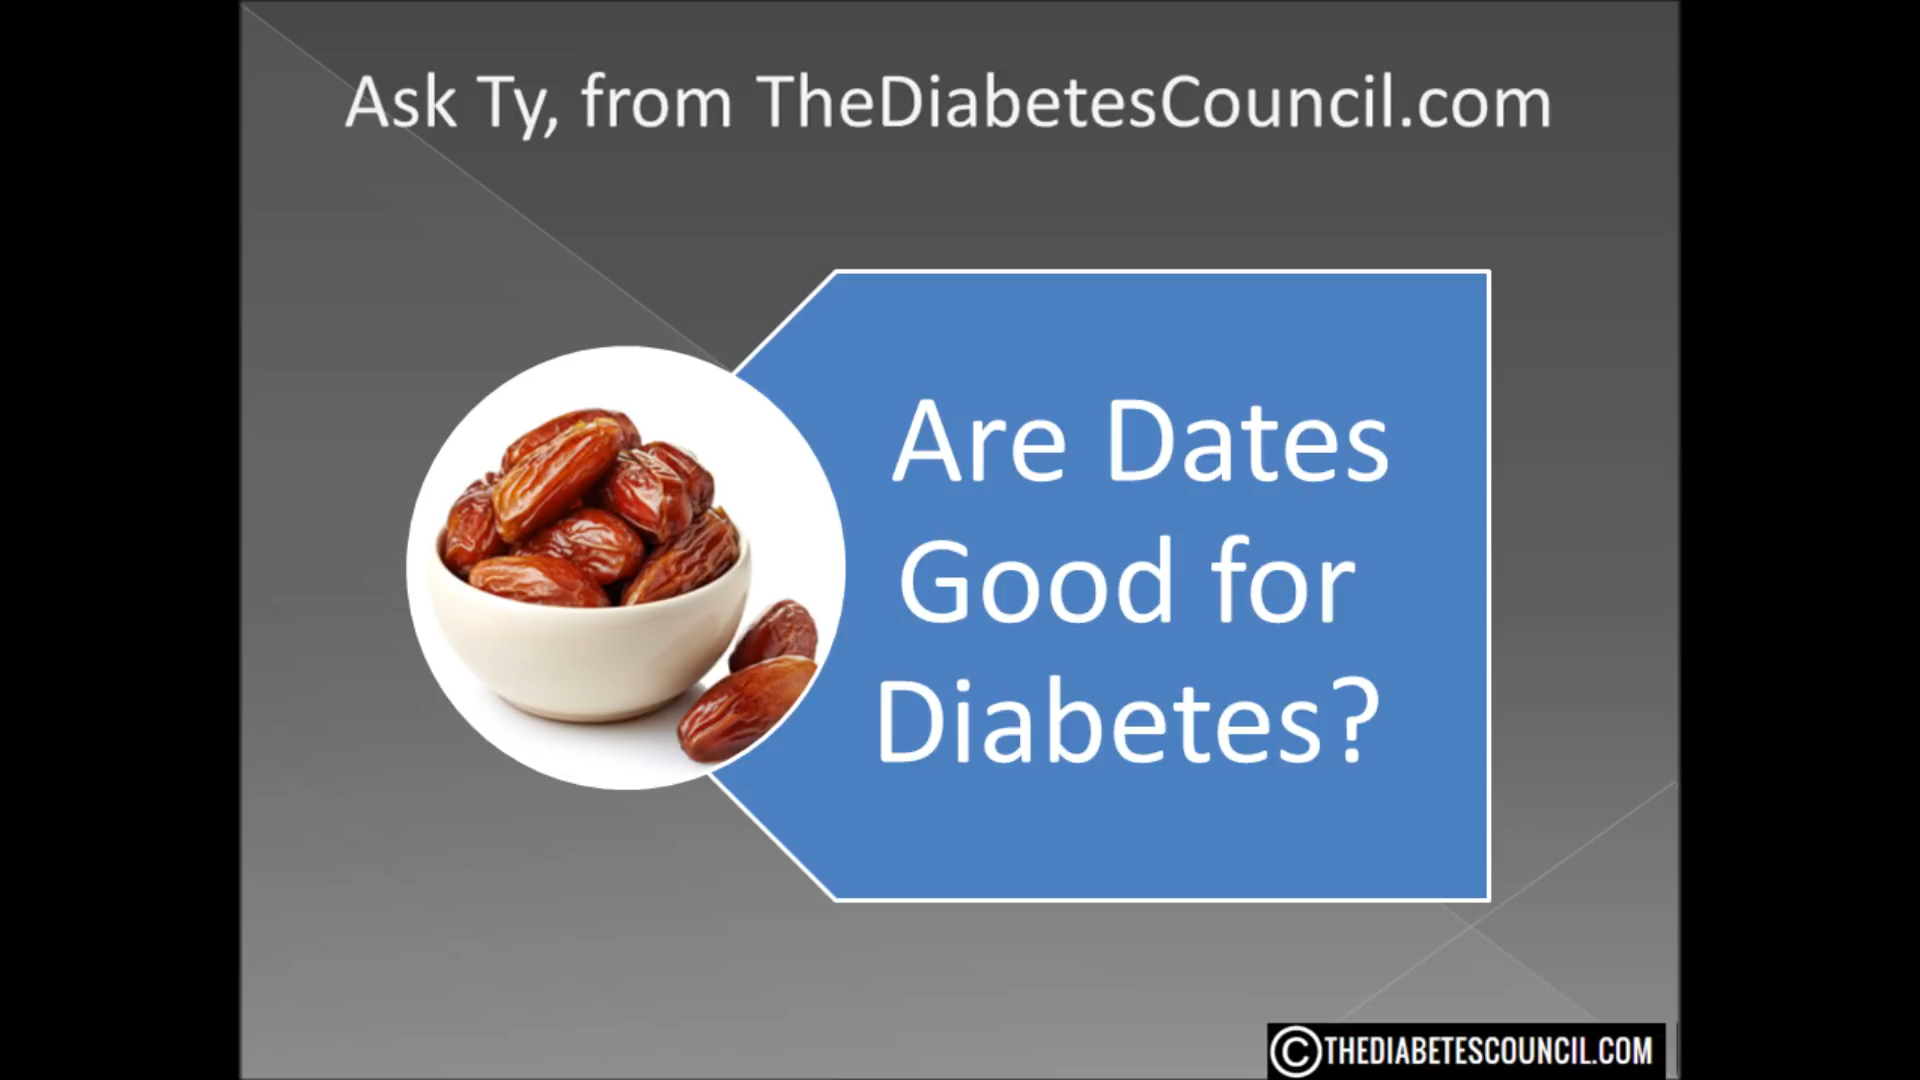 Ask Ty, from TheDiabetesCouncil.com
Are Dates
Good for
Diabetes?
©THEDIABETESCOUNCIL.COM